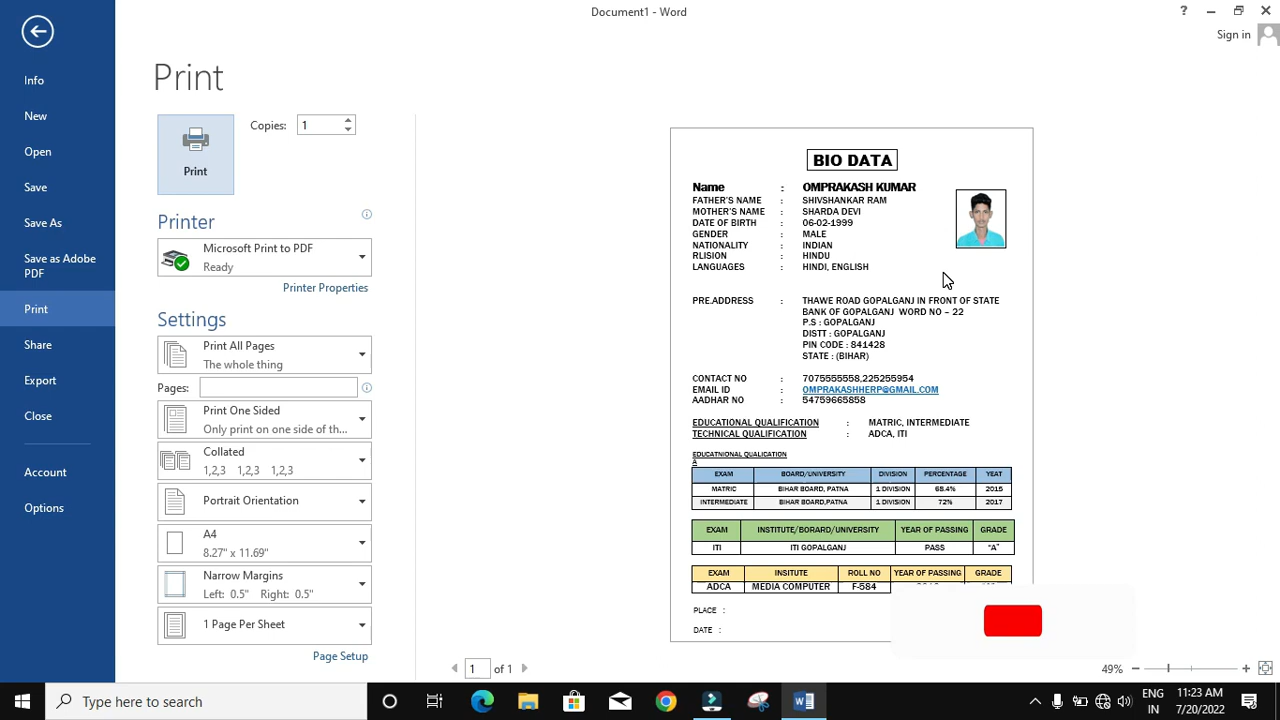 Document1 - Word
?
Sign in
Info
New
Open
Save
Save As
Save as Adobe
PDF
Print
Share
Export
Close
Account
Options
Print
Print
Copies: 1
Printer
Microsoft Print to PDF
Ready
Printer Properties
Settings
Print All Pages
The whole thing
Pages:
Print One Sided
Only print on one side of th...
Collated
1,2,3 1,2,3 1,2,3
Portrait Orientation
A4
8.27" x 11.69"
Narrow Margins
Left: 0.5" Right: 0.5"
1 Page Per Sheet
Page Setup
BIO DATA
Name : OMPRAKASH KUMAR
FATHER'S NAME : SHIVSHANKAR RAM
MOTHER'S NAME : SHARDA DEVI
DATE OF BIRTH : 06-02-1999
GENDER : MALE
NATIONALITY : INDIAN
RLISION : HINDU
LANGUAGES : HINDI, ENGLISH
PRE.ADDRESS : THAWE ROAD GOPALGANJ IN FRONT OF STATE
BANK OF GOPALGANJ WORD NO – 22
P.S : GOPALGANJ
DISTT : GOPALGANJ
PIN CODE : 841428
STATE : (BIHAR)
CONTACT NO : 7075555558,225255954
EMAIL ID : OMPRAKASHHERP@GMAIL.COM
AADHAR NO : 54759665858
EDUCATIONAL QUALIFICATION : MATRIC, INTERMEDIATE
TECHNICAL QUALIFICATION : ADCA, ITI
EDUCATNIONAL QUALICATION
A
EXAM BOARD/UNIVERSITY DIVISION PERCENTAGE YEAT
MATRIC BIHAR BOARD, PATNA 1 DIVISION 68.4% 2015
INTERMEDIATE BIHAR BOARD,PATNA 1 DIVISION 72% 2017
EXAM INSTITUTE/BORARD/UNIVERSITY YEAR OF PASSING GRADE
ITI ITI GOPALGANJ PASS "A"
EXAM INSITUTE ROLL NO YEAR OF PASSING GRADE
ADCA MEDIA COMPUTER F-584
PLACE :
DATE :
1 of 1
49%
Type here to search
ENG
IN
11:23 AM
7/20/2022